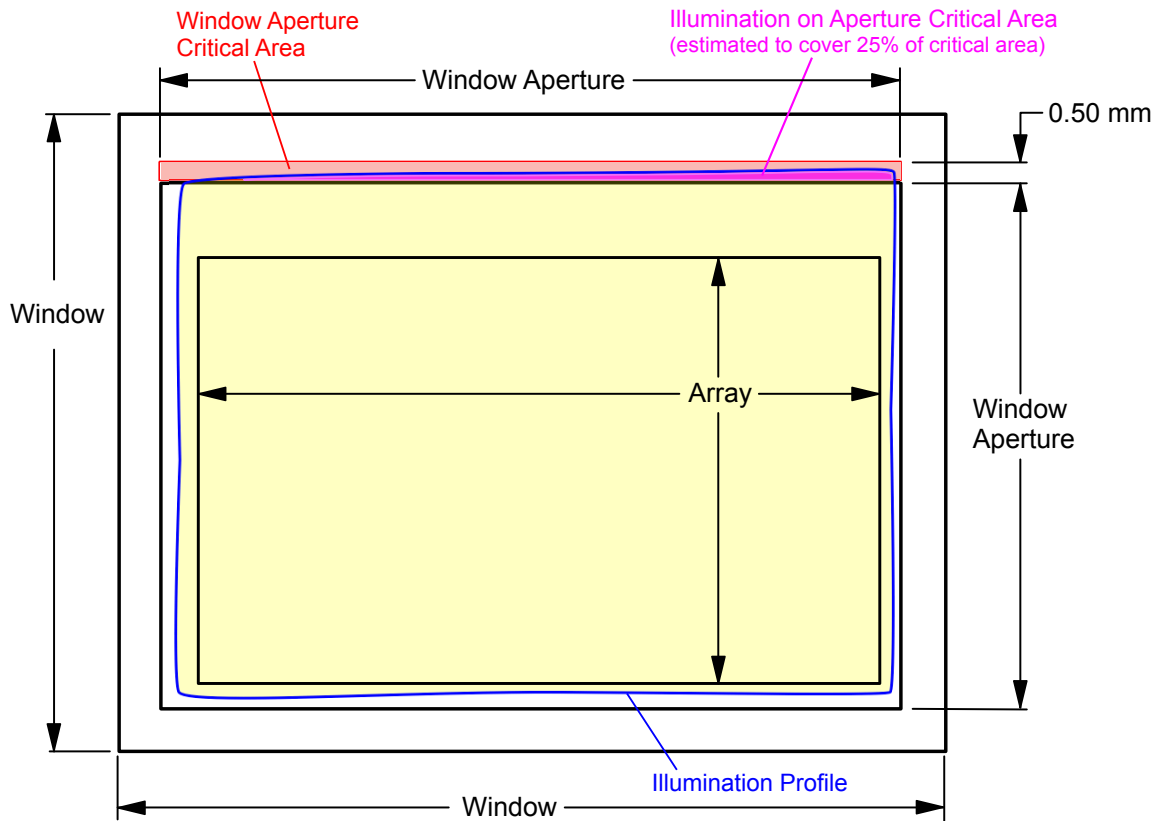 Window Aperture
Critical Area
Illumination on Aperture Critical Area
(estimated to cover 25% of critical area)
Window Aperture
0.50 mm
Window
Array
Window
Aperture
Illumination Profile
Window